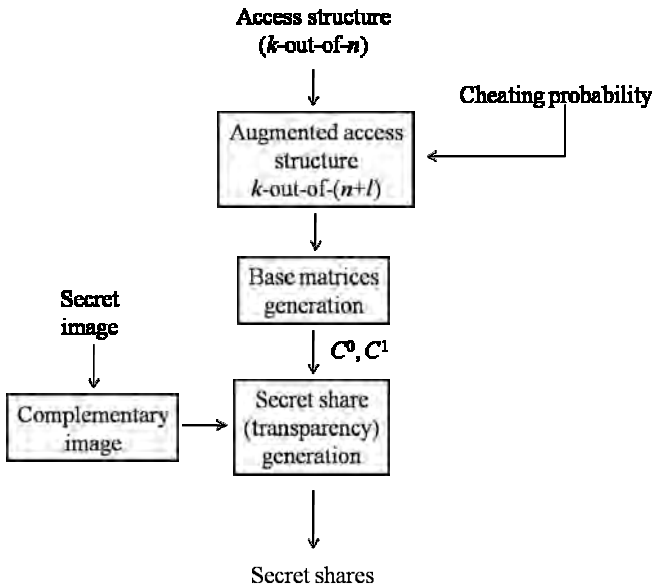 Access structure
(k-out-of-n)
Cheating probability
Augmented access
structure
k-out-of-(n+l)
Base matrices
generation
Secret
image
C⁰, C¹
Complementary
image
Secret share
(transparency)
generation
Secret shares